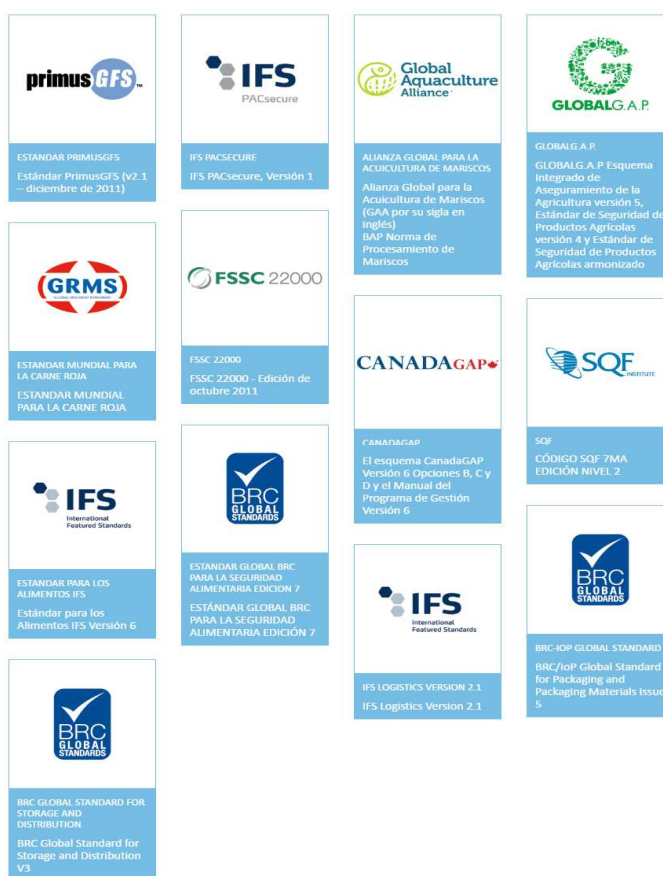 primusGFS™
ESTANDAR PRIMUSGFS
Estándar PrimusGFS (v2.1
– diciembre de 2011)
GRMS
ESTANDAR MUNDIAL PARA
LA CARNE ROJA
ESTANDAR MUNDIAL
PARA LA CARNE ROJA
IFS
International
Featured Standards
ESTANDAR PARA LOS
ALIMENTOS IFS
Estándar para los
Alimentos IFS Versión 6
BRC
GLOBAL
STANDARDS
BRC GLOBAL STANDARD FOR
STORAGE AND
DISTRIBUTION
BRC Global Standard for
Storage and Distribution
V3
IFS
PACsecure
IFS PACSECURE
IFS PACsecure, Versión 1
FSSC 22000
FSSC 22000
FSSC 22000 - Edición de
octubre 2011
BRC
GLOBAL
STANDARDS
ESTANDAR GLOBAL BRC
PARA LA SEGURIDAD
ALIMENTARIA EDICION 7
ESTÁNDAR GLOBAL BRC
PARA LA SEGURIDAD
ALIMENTARIA EDICIÓN 7
Global
Aquaculture
Alliance
ALIANZA GLOBAL PARA LA
ACUICULTURA DE MARISCOS
Alianza Global para la
Acuicultura de Mariscos
(GAA por su sigla en
inglés)
BAP Norma de
Procesamiento de
Mariscos
CANADAGAP
CANADAGAP
El esquema CanadaGAP
Versión 6 Opciones B, C y
D y el Manual del
Programa de Gestión
Versión 6
IFS
International
Featured Standards
IFS LOGISTICS VERSION 2.1
IFS Logistics Version 2.1
GLOBALG.A.P.
GLOBALG.A.P.
GLOBALG.A.P Esquema
Integrado de
Aseguramiento de la
Agricultura versión 5,
Estándar de Seguridad de
Productos Agrícolas
versión 4 y Estándar de
Seguridad de Productos
Agrícolas armonizado
SQF
INSTITUTE
SQF
CÓDIGO SQF 7MA
EDICIÓN NIVEL 2
BRC
GLOBAL
STANDARDS
BRC-IOP GLOBAL STANDARD
BRC/IoP Global Standard
for Packaging and
Packaging Materials Issue
5